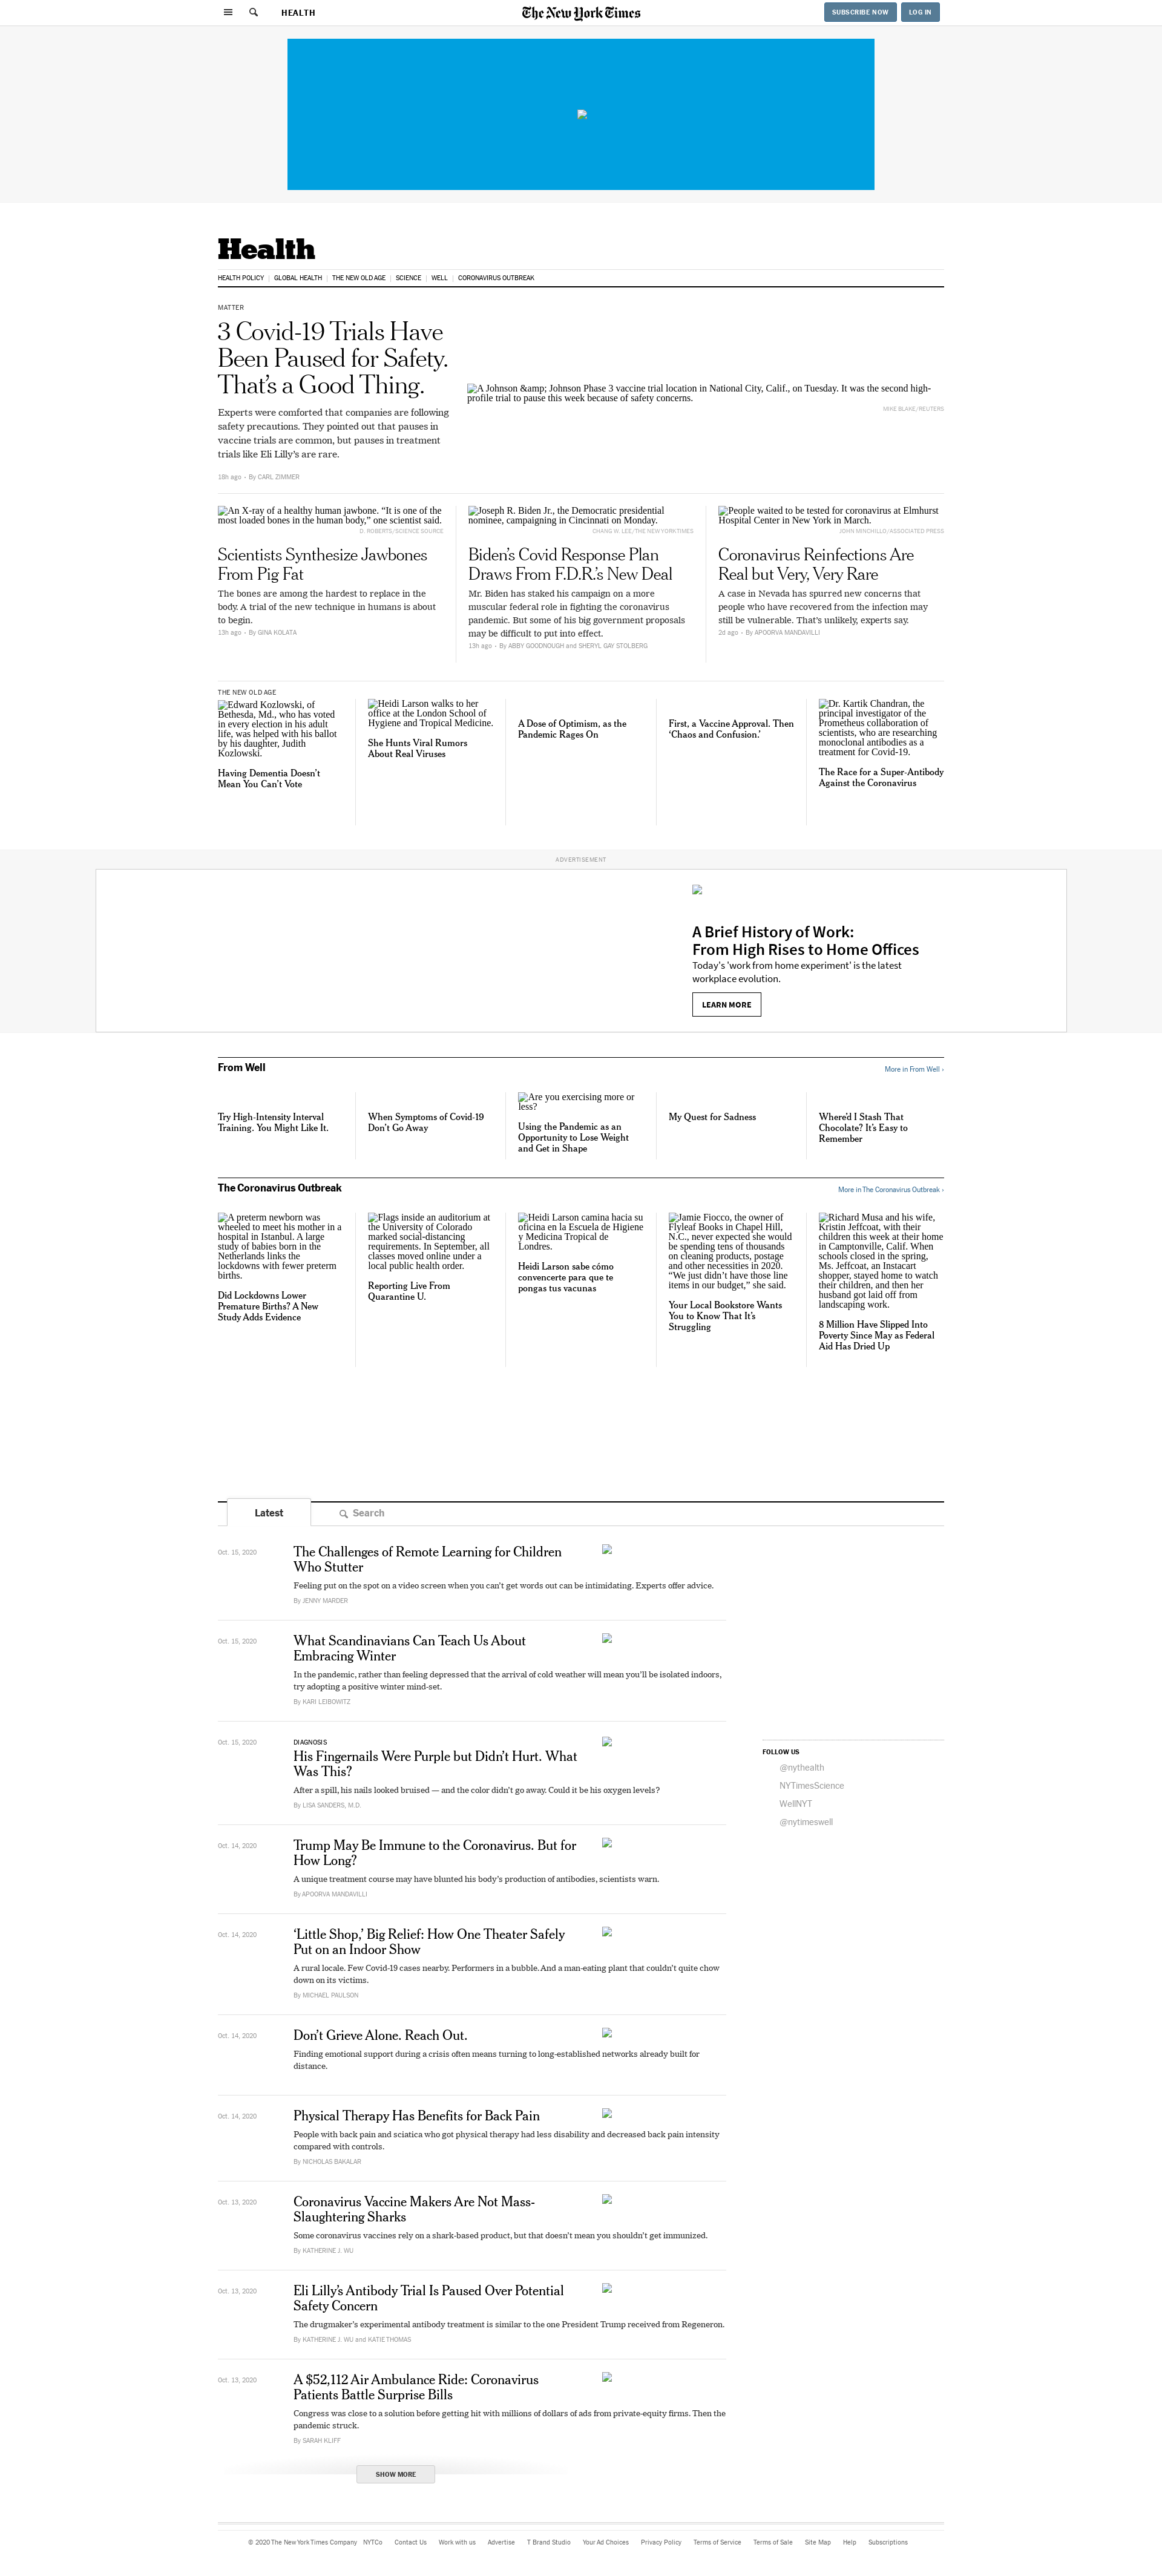 HEALTH
The New York Times
SUBSCRIBE NOW
LOG IN
Health
HEALTH POLICY | GLOBAL HEALTH | THE NEW OLD AGE | SCIENCE | WELL | CORONAVIRUS OUTBREAK
MATTER
3 Covid-19 Trials Have
Been Paused for Safety.
That’s a Good Thing.
Experts were comforted that companies are following
safety precautions. They pointed out that pauses in
vaccine trials are common, but pauses in treatment
trials like Eli Lilly’s are rare.
18h ago • By CARL ZIMMER
A Johnson &amp; Johnson Phase 3 vaccine trial location in National City, Calif., on Tuesday. It was the second high-
profile trial to pause this week because of safety concerns.
MIKE BLAKE/REUTERS
An X-ray of a healthy human jawbone. “It is one of the
most loaded bones in the human body,” one scientist said.
D. ROBERTS/SCIENCE SOURCE
Scientists Synthesize Jawbones
From Pig Fat
The bones are among the hardest to replace in the
body. A trial of the new technique in humans is about
to begin.
13h ago • By GINA KOLATA
Joseph R. Biden Jr., the Democratic presidential
nominee, campaigning in Cincinnati on Monday.
CHANG W. LEE/THE NEW YORK TIMES
Biden’s Covid Response Plan
Draws From F.D.R.’s New Deal
Mr. Biden has staked his campaign on a more
muscular federal role in fighting the coronavirus
pandemic. But some of his big government proposals
may be difficult to put into effect.
13h ago • By ABBY GOODNOUGH and SHERYL GAY STOLBERG
People waited to be tested for coronavirus at Elmhurst
Hospital Center in New York in March.
JOHN MINCHILLO/ASSOCIATED PRESS
Coronavirus Reinfections Are
Real but Very, Very Rare
A case in Nevada has spurred new concerns that
people who have recovered from the infection may
still be vulnerable. That’s unlikely, experts say.
2d ago • By APOORVA MANDAVILLI
THE NEW OLD AGE
Edward Kozlowski, of
Bethesda, Md., who has voted
in every election in his adult
life, was helped with his ballot
by his daughter, Judith
Kozlowski.
Having Dementia Doesn’t
Mean You Can’t Vote
Heidi Larson walks to her
office at the London School of
Hygiene and Tropical Medicine.
She Hunts Viral Rumors
About Real Viruses
A Dose of Optimism, as the
Pandemic Rages On
First, a Vaccine Approval. Then
‘Chaos and Confusion.’
Dr. Kartik Chandran, the
principal investigator of the
Prometheus collaboration of
scientists, who are researching
monoclonal antibodies as a
treatment for Covid-19.
The Race for a Super-Antibody
Against the Coronavirus
ADVERTISEMENT
A Brief History of Work:
From High Rises to Home Offices
Today's 'work from home experiment' is the latest
workplace evolution.
LEARN MORE
From Well
More in From Well ›
Try High-Intensity Interval
Training. You Might Like It.
When Symptoms of Covid-19
Don’t Go Away
Are you exercising more or
less?
Using the Pandemic as an
Opportunity to Lose Weight
and Get in Shape
My Quest for Sadness
Where’d I Stash That
Chocolate? It’s Easy to
Remember
The Coronavirus Outbreak
More in The Coronavirus Outbreak ›
A preterm newborn was
wheeled to meet his mother in a
hospital in Istanbul. A large
study of babies born in the
Netherlands links the
lockdowns with fewer preterm
births.
Did Lockdowns Lower
Premature Births? A New
Study Adds Evidence
Flags inside an auditorium at
the University of Colorado
marked social-distancing
requirements. In September, all
classes moved online under a
local public health order.
Reporting Live From
Quarantine U.
Heidi Larson camina hacia su
oficina en la Escuela de Higiene
y Medicina Tropical de
Londres.
Heidi Larson sabe cómo
convencerte para que te
pongas tus vacunas
Jamie Fiocco, the owner of
Flyleaf Books in Chapel Hill,
N.C., never expected she would
be spending tens of thousands
on cleaning products, postage
and other necessities in 2020.
“We just didn’t have those line
items in our budget,” she said.
Your Local Bookstore Wants
You to Know That It’s
Struggling
Richard Musa and his wife,
Kristin Jeffcoat, with their
children this week at their home
in Camptonville, Calif. When
schools closed in the spring,
Ms. Jeffcoat, an Instacart
shopper, stayed home to watch
their children, and then her
husband got laid off from
landscaping work.
8 Million Have Slipped Into
Poverty Since May as Federal
Aid Has Dried Up
Latest
Search
Oct. 15, 2020
The Challenges of Remote Learning for Children
Who Stutter
Feeling put on the spot on a video screen when you can’t get words out can be intimidating. Experts offer advice.
By JENNY MARDER
Oct. 15, 2020
What Scandinavians Can Teach Us About
Embracing Winter
In the pandemic, rather than feeling depressed that the arrival of cold weather will mean you’ll be isolated indoors,
try adopting a positive winter mind-set.
By KARI LEIBOWITZ
Oct. 15, 2020
DIAGNOSIS
His Fingernails Were Purple but Didn’t Hurt. What
Was This?
After a spill, his nails looked bruised — and the color didn’t go away. Could it be his oxygen levels?
By LISA SANDERS, M.D.
FOLLOW US
@nythealth
NYTimesScience
WellNYT
@nytimeswell
Oct. 14, 2020
Trump May Be Immune to the Coronavirus. But for
How Long?
A unique treatment course may have blunted his body’s production of antibodies, scientists warn.
By APOORVA MANDAVILLI
Oct. 14, 2020
‘Little Shop,’ Big Relief: How One Theater Safely
Put on an Indoor Show
A rural locale. Few Covid-19 cases nearby. Performers in a bubble. And a man-eating plant that couldn’t quite chow
down on its victims.
By MICHAEL PAULSON
Oct. 14, 2020
Don’t Grieve Alone. Reach Out.
Finding emotional support during a crisis often means turning to long-established networks already built for
distance.
Oct. 14, 2020
Physical Therapy Has Benefits for Back Pain
People with back pain and sciatica who got physical therapy had less disability and decreased back pain intensity
compared with controls.
By NICHOLAS BAKALAR
Oct. 13, 2020
Coronavirus Vaccine Makers Are Not Mass-
Slaughtering Sharks
Some coronavirus vaccines rely on a shark-based product, but that doesn’t mean you shouldn’t get immunized.
By KATHERINE J. WU
Oct. 13, 2020
Eli Lilly’s Antibody Trial Is Paused Over Potential
Safety Concern
The drugmaker’s experimental antibody treatment is similar to the one President Trump received from Regeneron.
By KATHERINE J. WU and KATIE THOMAS
Oct. 13, 2020
A $52,112 Air Ambulance Ride: Coronavirus
Patients Battle Surprise Bills
Congress was close to a solution before getting hit with millions of dollars of ads from private-equity firms. Then the
pandemic struck.
By SARAH KLIFF
SHOW MORE
© 2020 The New York Times Company NYTCo Contact Us Work with us Advertise T Brand Studio Your Ad Choices Privacy Policy Terms of Service Terms of Sale Site Map Help Subscriptions